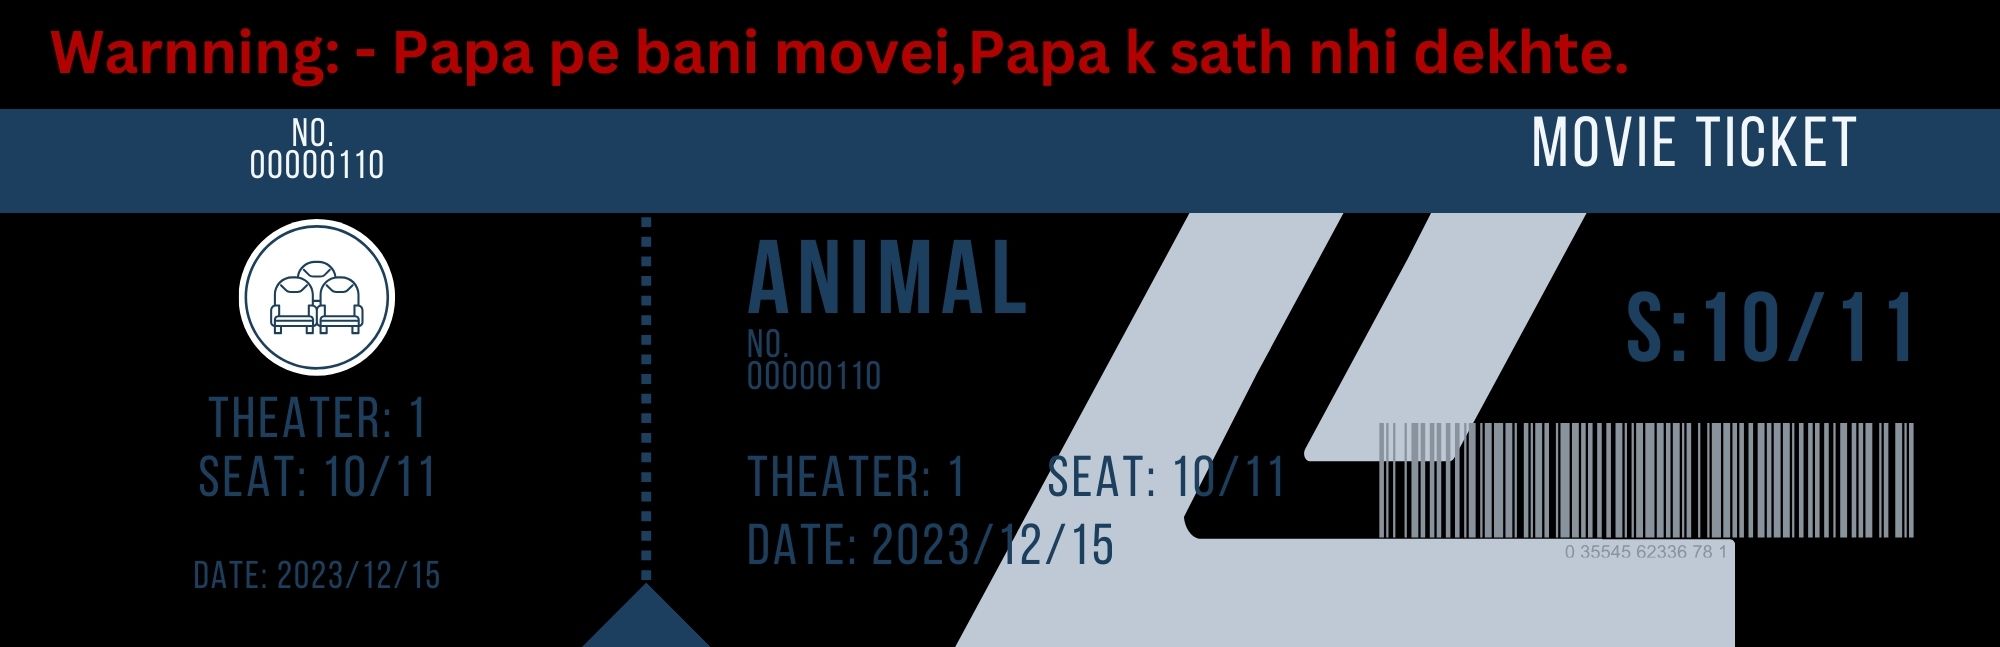 Warnning: - Papa pe bani movei,Papa k sath nhi dekhte.
NO.
00000110
MOVIE TICKET
THEATER: 1
SEAT: 10/11
DATE: 2023/12/15
ANIMAL
NO.
00000110
THEATER: 1 SEAT: 10/11
DATE: 2023/12/15
S:10/11
0 35545 62336 78 1